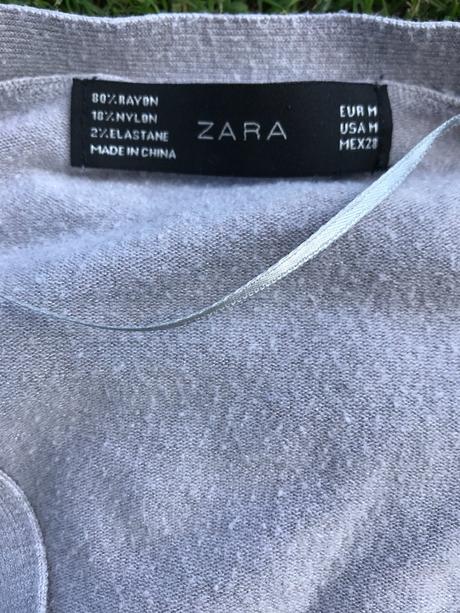 80% RAYON
18% NYLON
2% ELASTANE
MADE IN CHINA
ZARA
EUR M
USA M
MEX 28